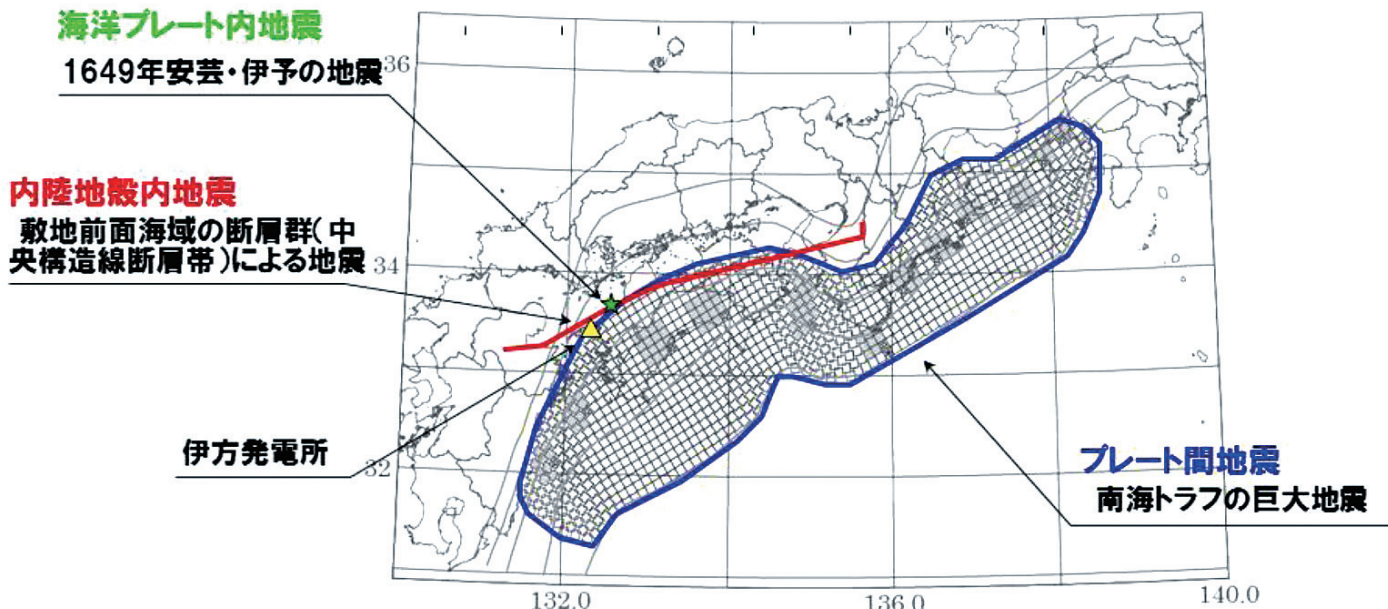 海洋プレート内地震
1649年安芸・伊予の地震
36
内陸地殻内地震
敷地前面海域の断層群(中
央構造線断層帯)による地震
34
伊方発電所
32
プレート間地震
南海トラフの巨大地震
132.0
136.0
140.0